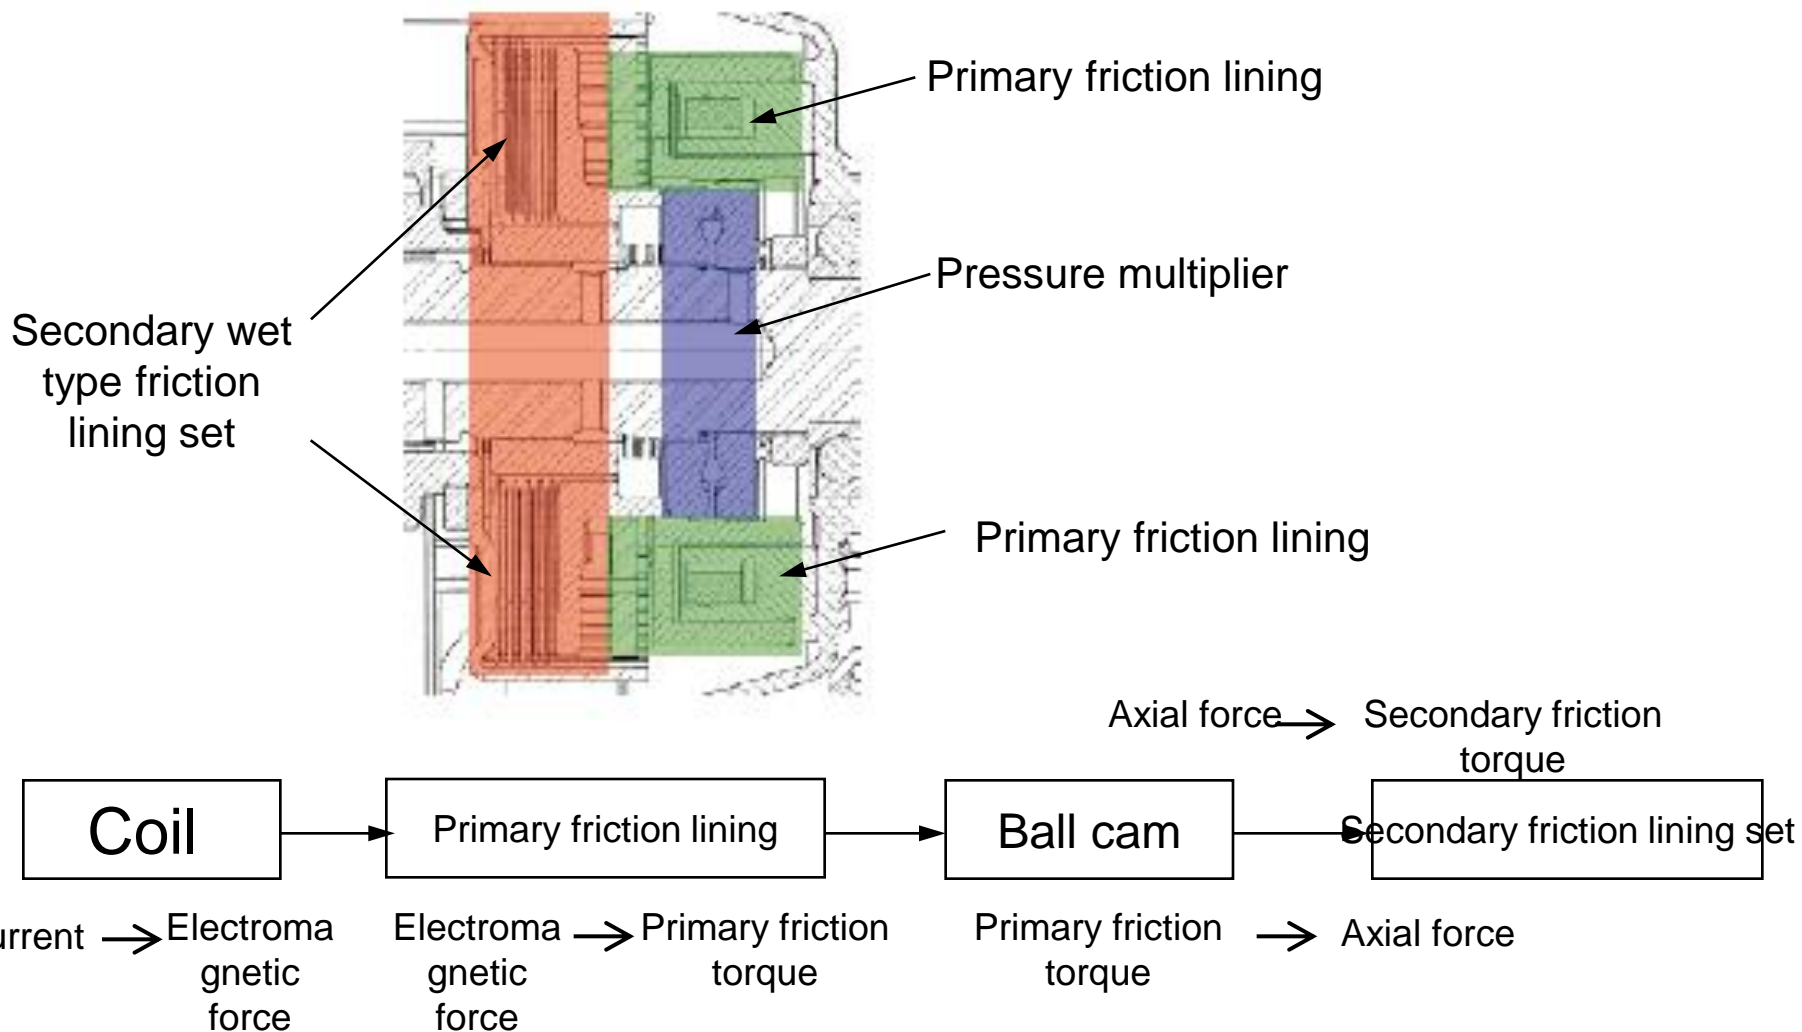 Primary friction lining
Pressure multiplier
Secondary wet
type friction
lining set
Primary friction lining
Axial force
Secondary friction
torque
Coil
Primary friction lining
Ball cam
Secondary friction lining set
urrent
Electroma
gnetic
force
Electroma
gnetic
force
Primary friction
torque
Primary friction
torque
Axial force